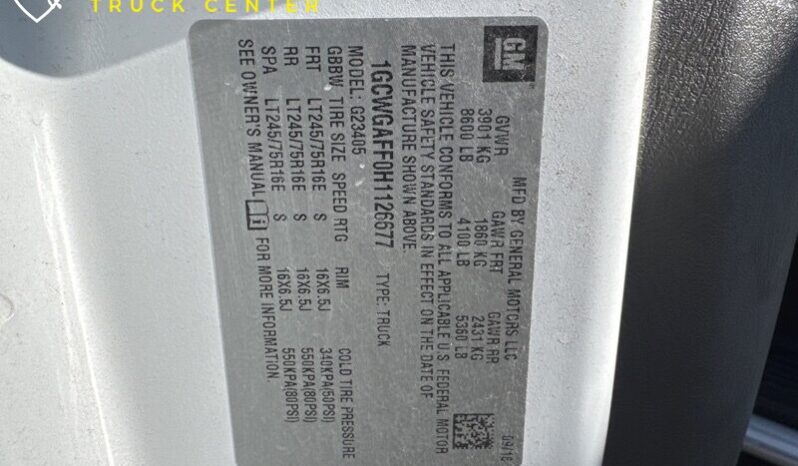 TRUCK CENTER
GM
MFD BY GENERAL MOTORS LLC 09/16
GVWR GAWR FRT GAWR RR
3901 KG 1860 KG 2431 KG
8600 LB 4100 LB 5360 LB
THIS VEHICLE CONFORMS TO ALL APPLICABLE U.S. FEDERAL MOTOR
VEHICLE SAFETY STANDARDS IN EFFECT ON THE DATE OF
MANUFACTURE SHOWN ABOVE.
1GCWGAFF0H1126677 TYPE: TRUCK
MODEL: G23405
GBBW TIRE SIZE SPEED RTG RIM COLD TIRE PRESSURE
FRT LT245/75R16E S 16X6.5J 340KPA(50PSI)
RR LT245/75R16E S 16X6.5J 550KPA(80PSI)
SPA LT245/75R16E S 16X6.5J 550KPA(80PSI)
SEE OWNER'S MANUAL i FOR MORE INFORMATION.